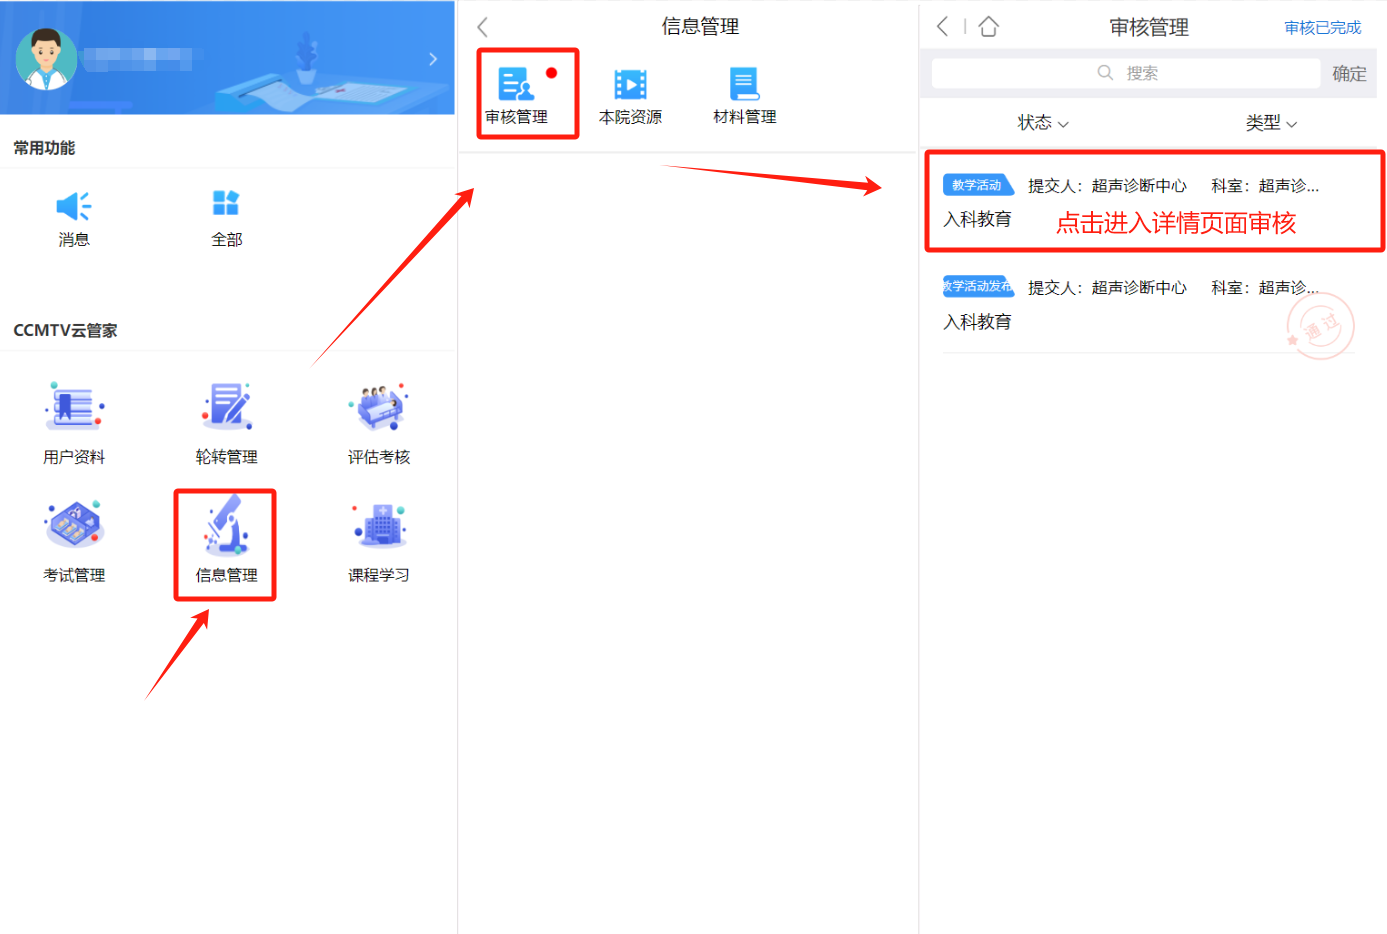 常用功能
消息
全部
CCMTV云管家
用户资料
轮转管理
评估考核
考试管理
信息管理
课程学习
信息管理
审核管理
本院资源
材料管理
审核管理
审核已完成
搜索
确定
状态
类型
教学活动
提交人：超声诊断中心
科室：超声诊...
入科教育
点击进入详情页面审核
教学活动发布
提交人：超声诊断中心
科室：超声诊...
入科教育
通过